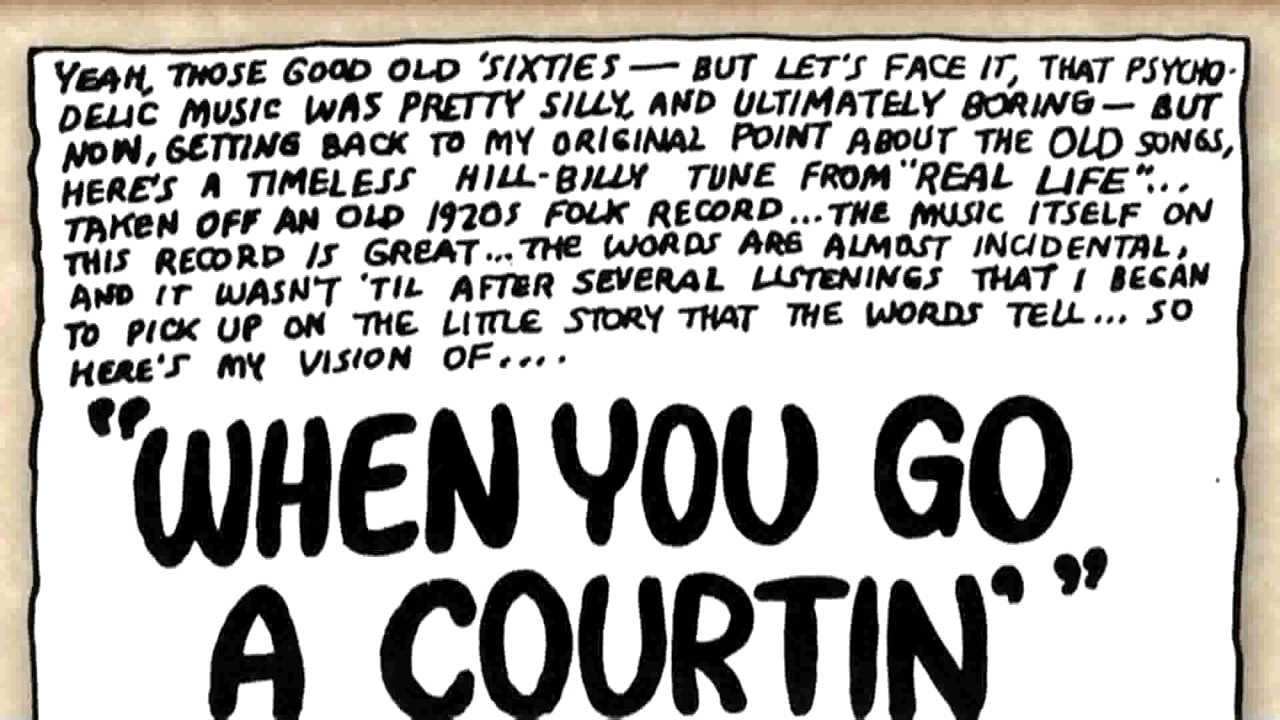 YEAH, THOSE GOOD OLD 'SIXTIES — BUT LET'S FACE IT, THAT PSYCHO-
DELIC MUSIC WAS PRETTY SILLY, AND ULTIMATELY BORING — BUT
NOW, GETTING BACK TO MY ORIGINAL POINT ABOUT THE OLD SONGS,
HERE'S A TIMELESS HILL-BILLY TUNE FROM "REAL LIFE"...
TAKEN OFF AN OLD 1920S FOLK RECORD... THE MUSIC ITSELF ON
THIS RECORD IS GREAT... THE WORDS ARE ALMOST INCIDENTAL,
AND IT WASN'T 'TIL AFTER SEVERAL LISTENINGS THAT I BEGAN
TO PICK UP ON THE LITTLE STORY THAT THE WORDS TELL... SO
HERE'S MY VISION OF....
"WHEN YOU GO
A COURTIN'"